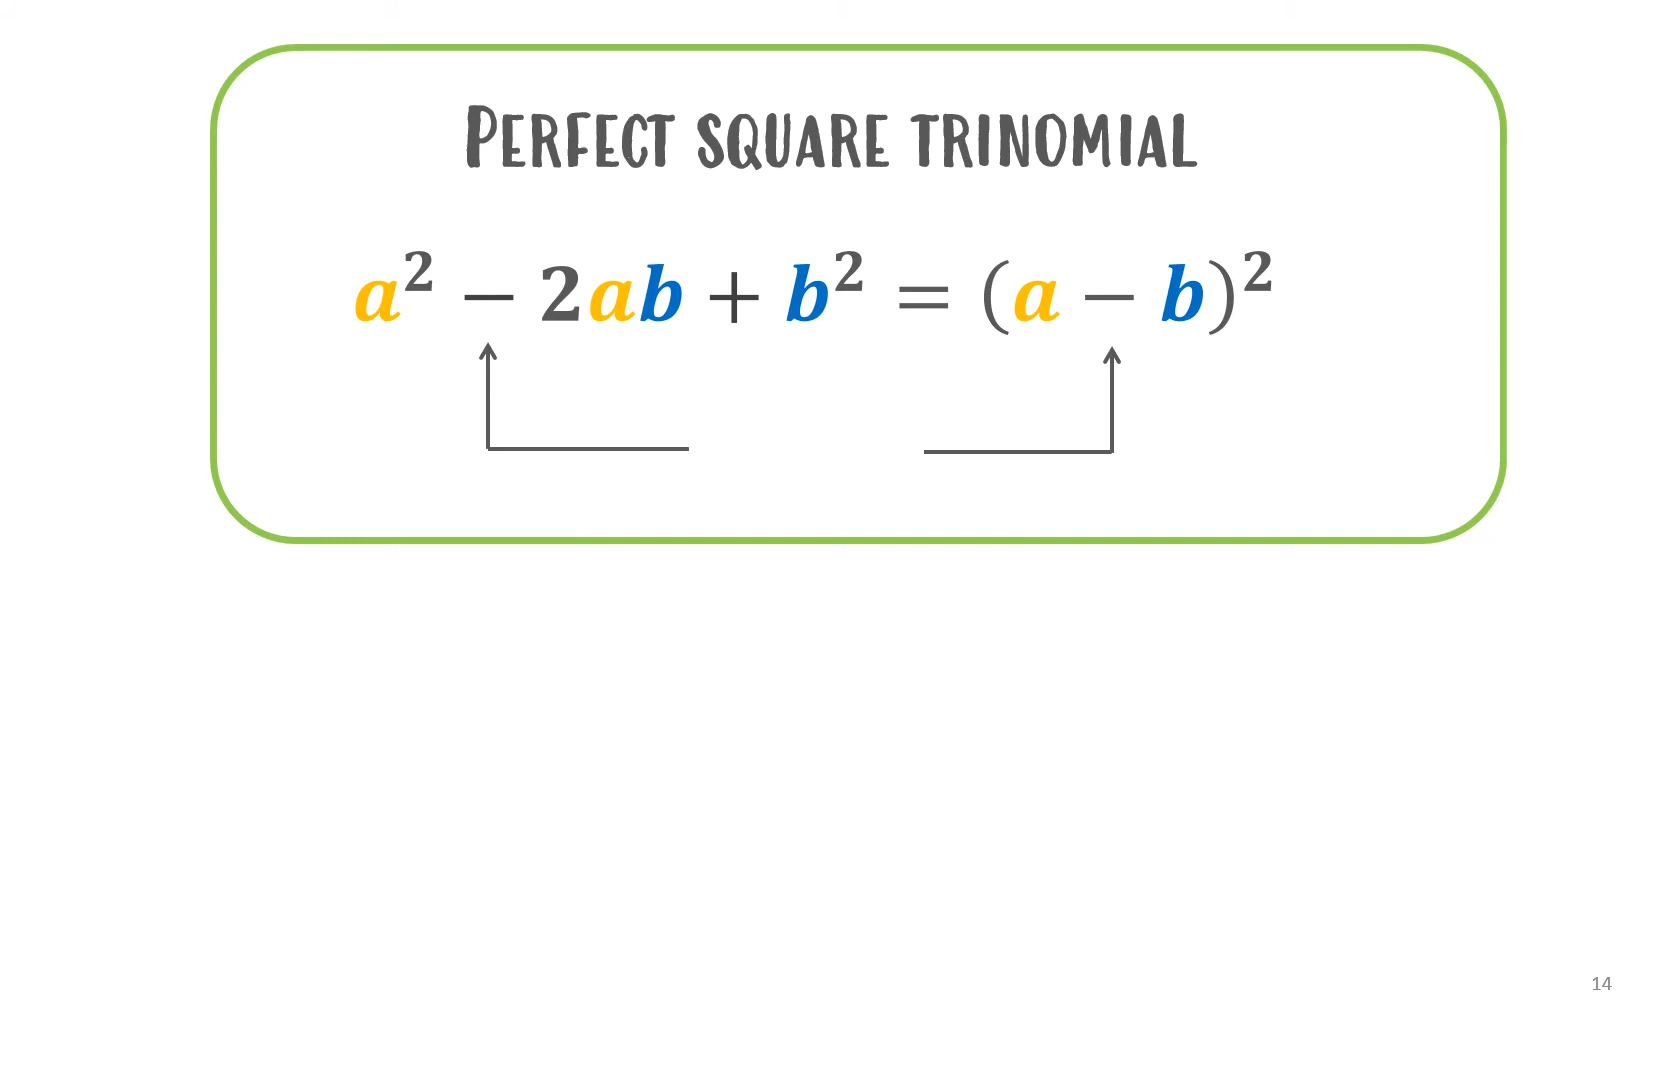 PERFECT SQUARE TRINOMIAL
a² − 2ab + b² = (a − b)²
14